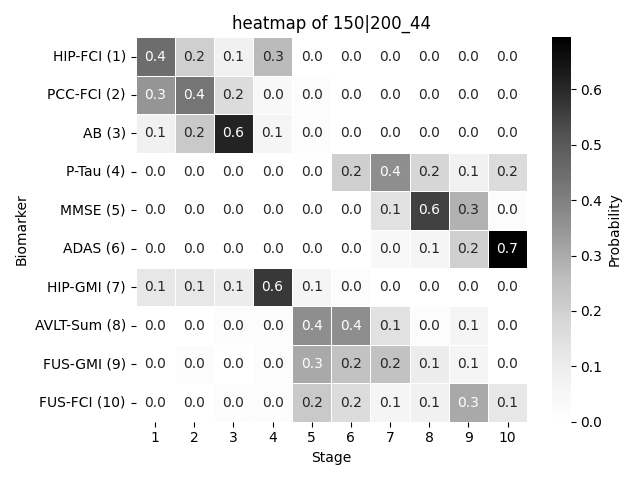 heatmap of 150|200_44
HIP-FCI (1) 0.4 0.2 0.1 0.3 0.0 0.0 0.0 0.0 0.0 0.0
PCC-FCI (2) 0.3 0.4 0.2 0.0 0.0 0.0 0.0 0.0 0.0 0.0
AB (3) 0.1 0.2 0.6 0.1 0.0 0.0 0.0 0.0 0.0 0.0
P-Tau (4) 0.0 0.0 0.0 0.0 0.0 0.2 0.4 0.2 0.1 0.2
MMSE (5) 0.0 0.0 0.0 0.0 0.0 0.0 0.1 0.6 0.3 0.0
ADAS (6) 0.0 0.0 0.0 0.0 0.0 0.0 0.0 0.1 0.2 0.7
HIP-GMI (7) 0.1 0.1 0.1 0.6 0.1 0.0 0.0 0.0 0.0 0.0
AVLT-Sum (8) 0.0 0.0 0.0 0.0 0.4 0.4 0.1 0.0 0.1 0.0
FUS-GMI (9) 0.0 0.0 0.0 0.0 0.3 0.2 0.2 0.1 0.1 0.0
FUS-FCI (10) 0.0 0.0 0.0 0.0 0.2 0.2 0.1 0.1 0.3 0.1
1 2 3 4 5 6 7 8 9 10
Stage
Biomarker
0.6
0.5
0.4
0.3
0.2
0.1
0.0
Probability